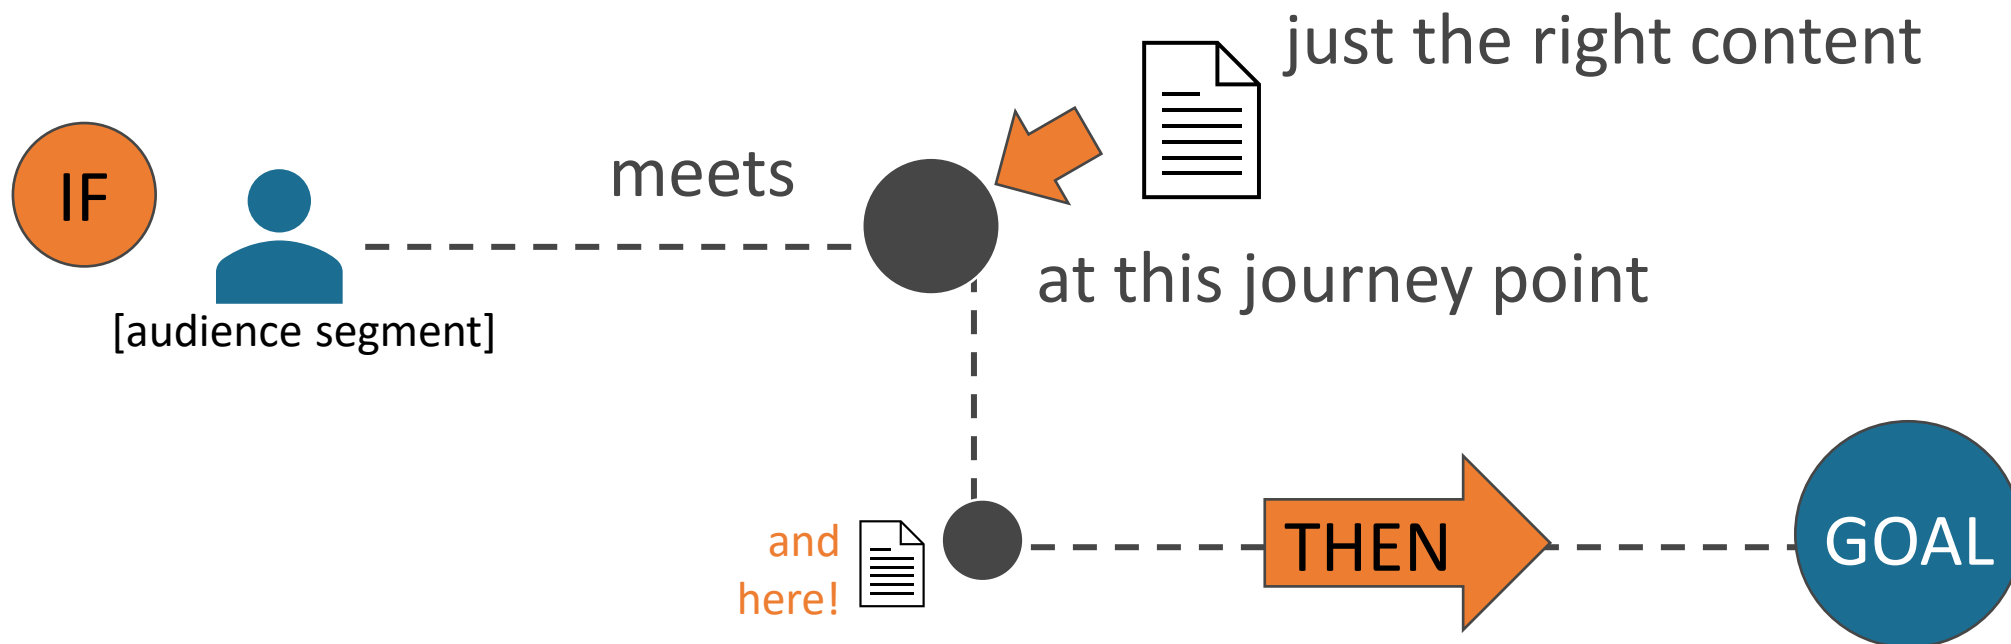 IF
[audience segment]
meets
just the right content
at this journey point
and
here!
THEN
GOAL